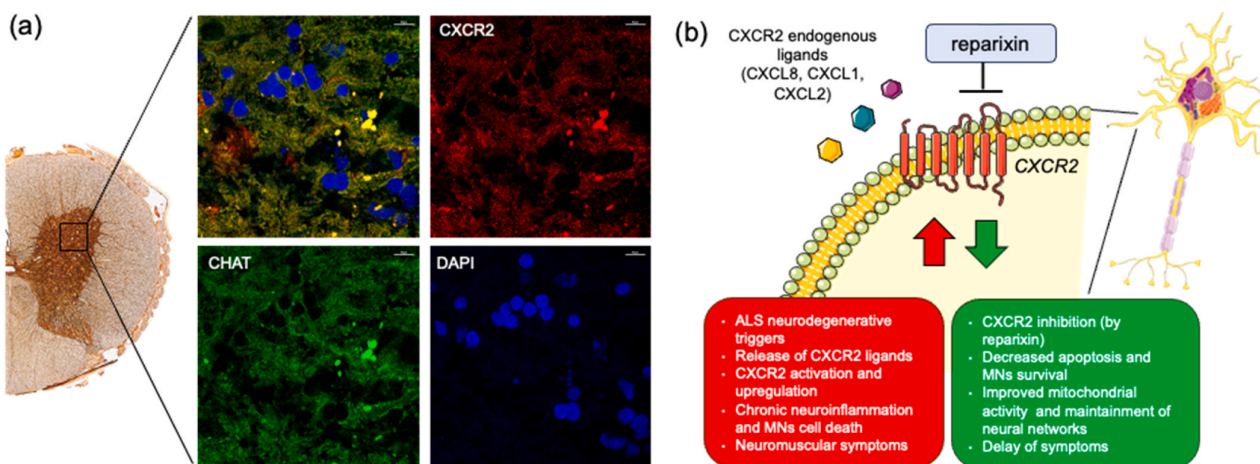 (a)
CXCR2
CHAT
DAPI
(b)
CXCR2 endogenous
ligands
(CXCL8, CXCL1,
CXCL2)
reparixin
CXCR2
• ALS neurodegenerative
triggers
• Release of CXCR2 ligands
• CXCR2 activation and
upregulation
• Chronic neuroinflammation
and MNs cell death
• Neuromuscular symptoms
• CXCR2 inhibition (by
reparixin)
• Decreased apoptosis and
MNs survival
• Improved mitochondrial
activity and maintainment of
neural networks
• Delay of symptoms